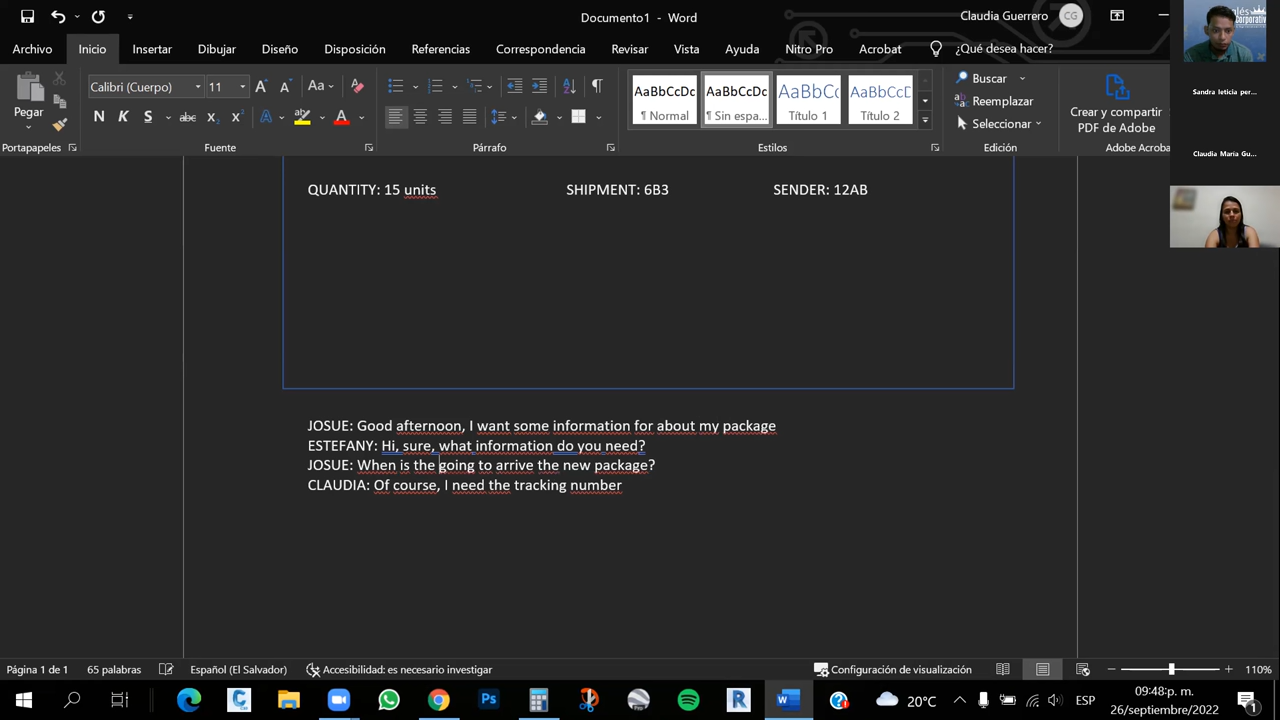 Documento1 - Word
Claudia Guerrero
CG
Archivo Inicio Insertar Dibujar Diseño Disposición Referencias Correspondencia Revisar Vista Ayuda Nitro Pro Acrobat ¿Qué desea hacer?
Pegar
Calibri (Cuerpo) 11
Aa
N K S abc X2 X2
AaBbCcDc AaBbCcDc AaBbCc AaBbCcD
¶ Normal ¶ Sin espa... Título 1 Título 2
Buscar
Reemplazar
Seleccionar
Crear y compartir
PDF de Adobe
Portapapeles Fuente Párrafo Estilos Edición Adobe Acroba
Sandra leticia per...
Claudia Maria Gu...
QUANTITY: 15 units SHIPMENT: 6B3 SENDER: 12AB
JOSUE: Good afternoon, I want some information for about my package
ESTEFANY: Hi, sure, what information do you need?
JOSUE: When is the going to arrive the new package?
CLAUDIA: Of course, I need the tracking number
Página 1 de 1 65 palabras Español (El Salvador) Accesibilidad: es necesario investigar Configuración de visualización 110%
20°C ESP 09:48 p. m.
26/septiembre/2022